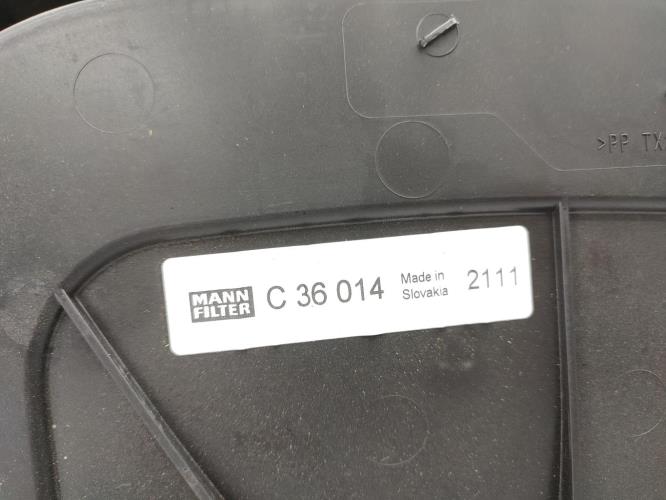 >PP TX
MANN
FILTER
C 36 014
Made in
Slovakia
2111